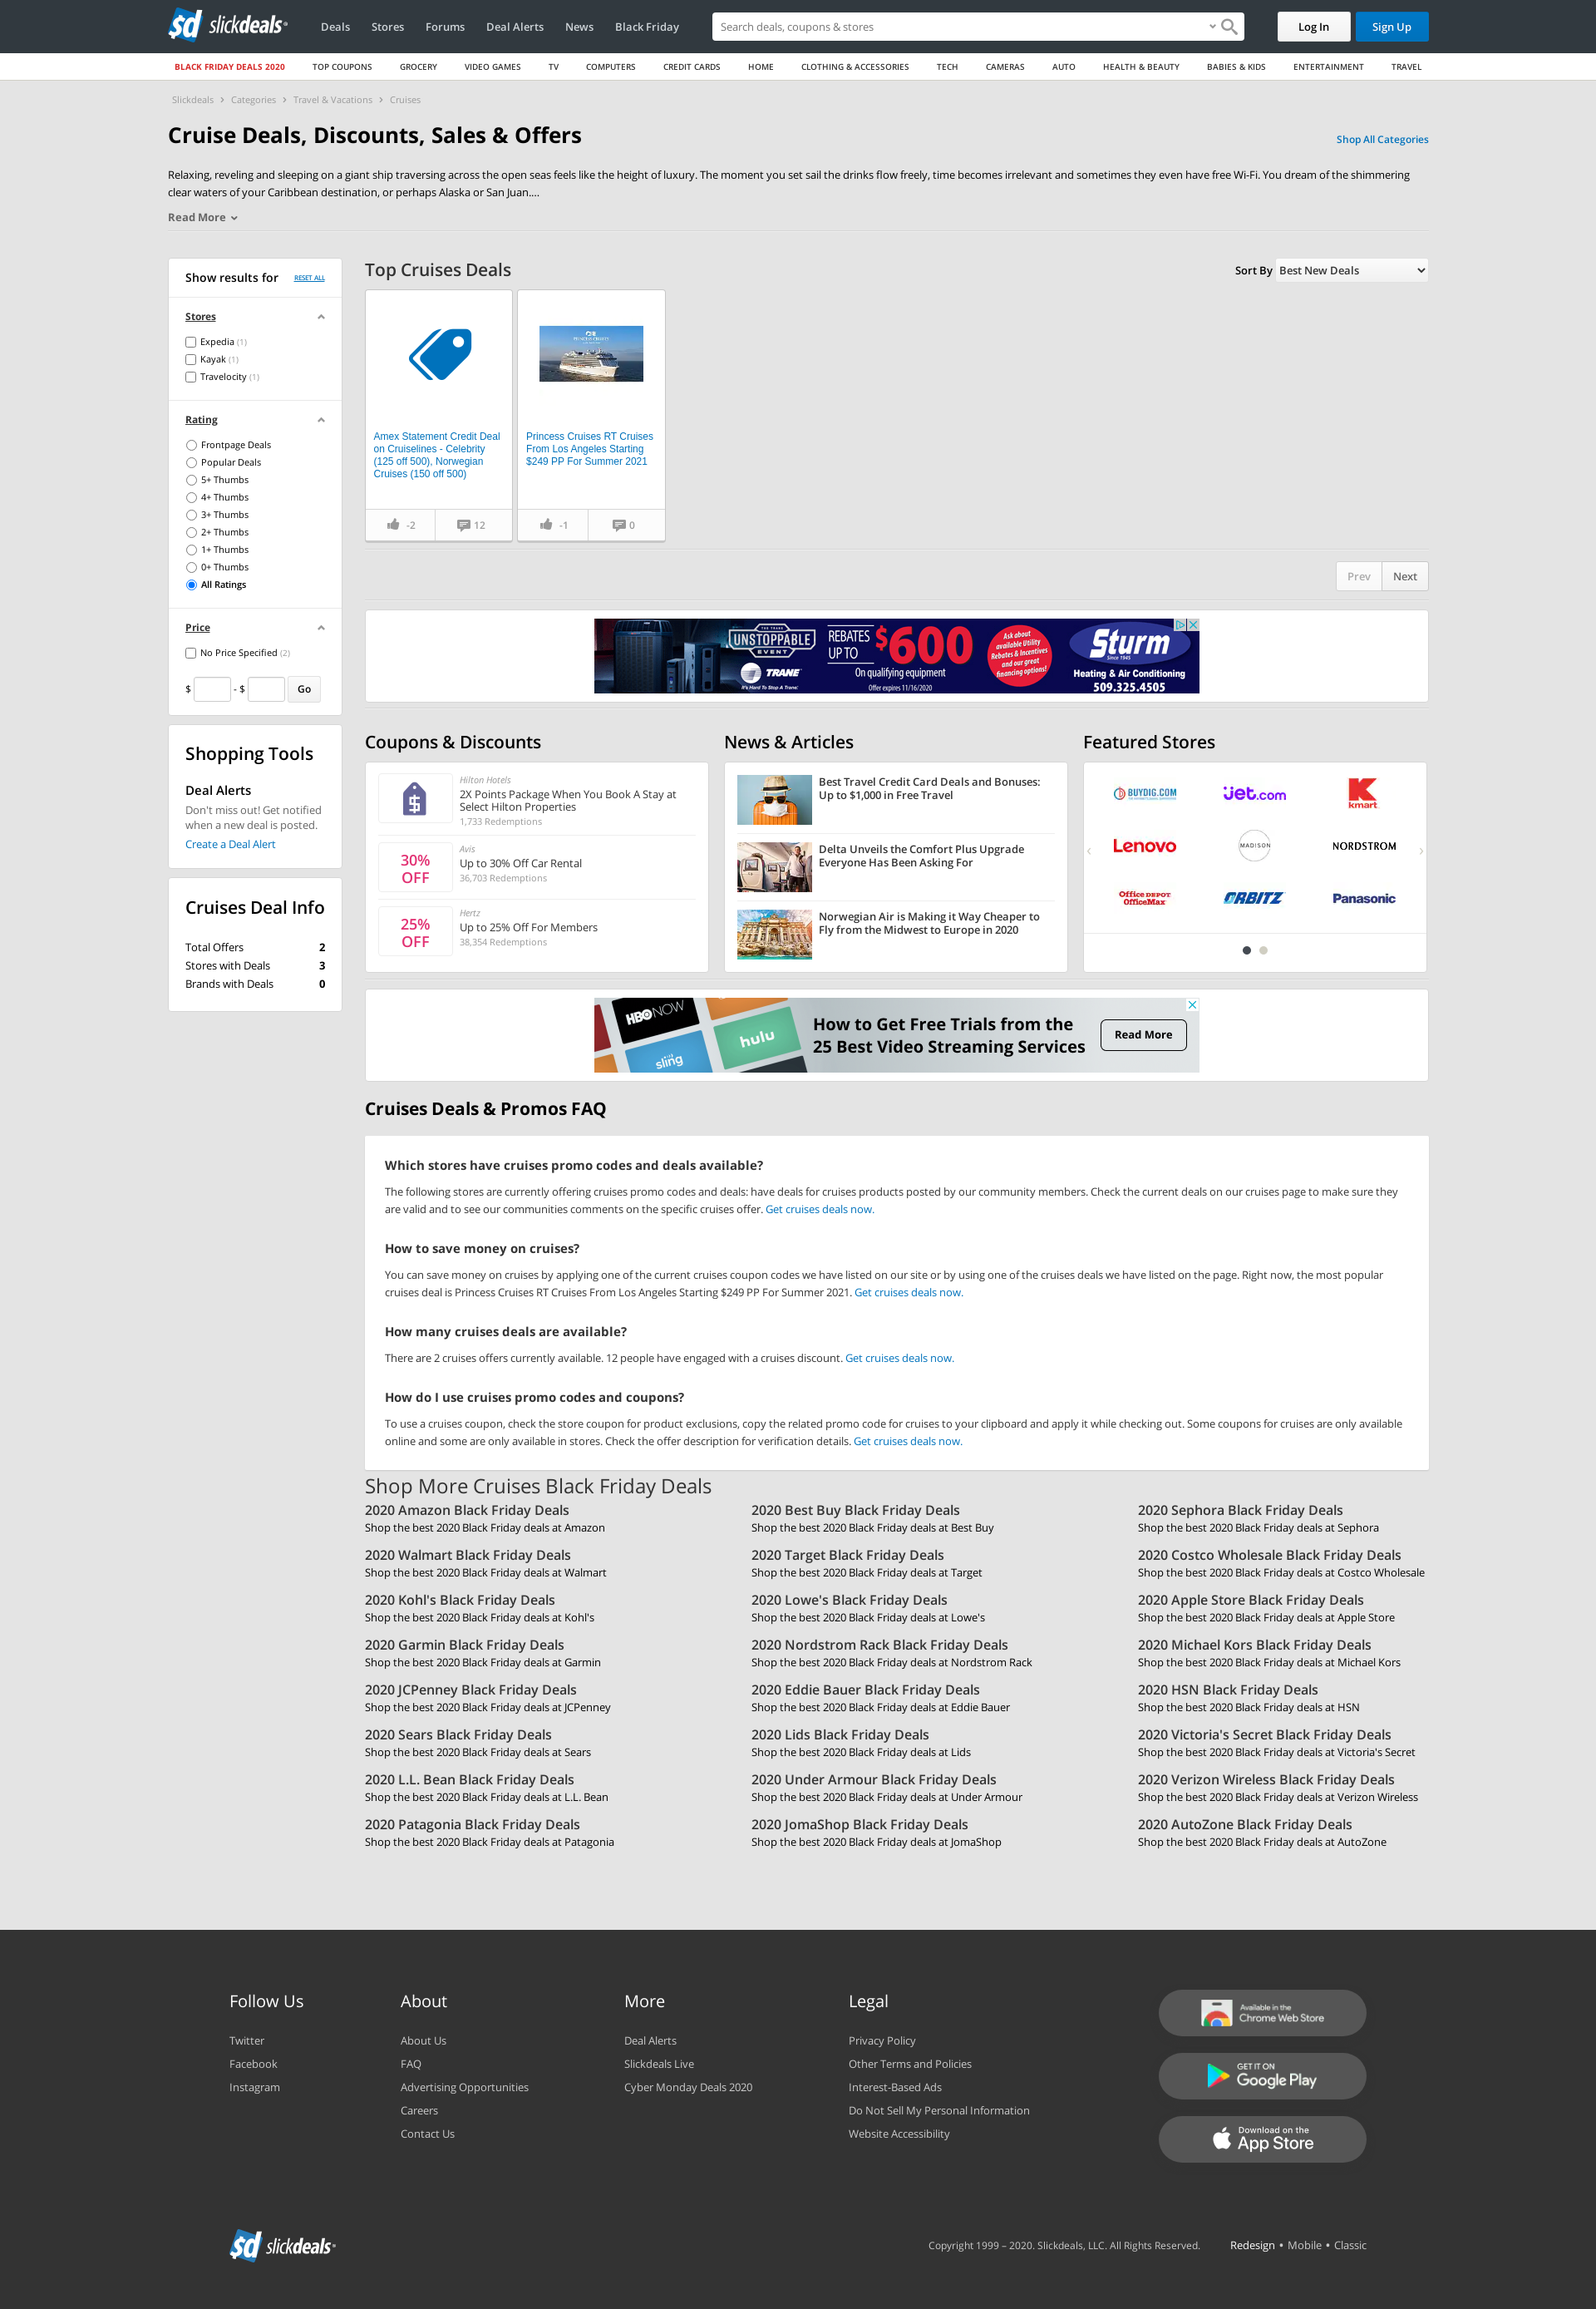 sd slickdeals
Deals Stores Forums Deal Alerts News Black Friday
Search deals, coupons & stores
Log In Sign Up
BLACK FRIDAY DEALS 2020 TOP COUPONS GROCERY VIDEO GAMES TV COMPUTERS CREDIT CARDS HOME CLOTHING & ACCESSORIES TECH CAMERAS AUTO HEALTH & BEAUTY BABIES & KIDS ENTERTAINMENT TRAVEL
Slickdeals › Categories › Travel & Vacations › Cruises
Cruise Deals, Discounts, Sales & Offers
Shop All Categories
Relaxing, reveling and sleeping on a giant ship traversing across the open seas feels like the height of luxury. The moment you set sail the drinks flow freely, time becomes irrelevant and sometimes they even have free Wi-Fi. You dream of the shimmering
clear waters of your Caribbean destination, or perhaps Alaska or San Juan....
Read More
Show results for RESET ALL
Stores
Expedia (1)
Kayak (1)
Travelocity (1)
Rating
Frontpage Deals
Popular Deals
5+ Thumbs
4+ Thumbs
3+ Thumbs
2+ Thumbs
1+ Thumbs
0+ Thumbs
All Ratings
Price
No Price Specified (2)
$ - $ Go
Shopping Tools
Deal Alerts
Don't miss out! Get notified
when a new deal is posted.
Create a Deal Alert
Cruises Deal Info
Total Offers 2
Stores with Deals 3
Brands with Deals 0
Top Cruises Deals
Sort By Best New Deals
Amex Statement Credit Deal
on Cruiselines - Celebrity
(125 off 500), Norwegian
Cruises (150 off 500)
-2 12
PRINCESS CRUISES
Princess Cruises RT Cruises
From Los Angeles Starting
$249 PP For Summer 2021
-1 0
Prev Next
THE TRANE
UNSTOPPABLE
EVENT
TRANE
It's Hard To Stop A Trane.
REBATES
UP TO $600
On qualifying equipment
Offer expires 11/16/2020
Ask about
available Utility
Rebates & Incentives
and our great
financing options!
Sturm
Since 1945
Heating & Air Conditioning
509.325.4505
Coupons & Discounts
Hilton Hotels
2X Points Package When You Book A Stay at
Select Hilton Properties
1,733 Redemptions
30%
OFF
Avis
Up to 30% Off Car Rental
36,703 Redemptions
25%
OFF
Hertz
Up to 25% Off For Members
38,354 Redemptions
News & Articles
Best Travel Credit Card Deals and Bonuses:
Up to $1,000 in Free Travel
Delta Unveils the Comfort Plus Upgrade
Everyone Has Been Asking For
Norwegian Air is Making it Way Cheaper to
Fly from the Midwest to Europe in 2020
Featured Stores
BUYDIG.COM
jet.com
kmart
Lenovo
MADISON
NORDSTROM
Office DEPOT
OfficeMax
ORBITZ
Panasonic
HBO NOW
sling
hulu
How to Get Free Trials from the
25 Best Video Streaming Services
Read More
Cruises Deals & Promos FAQ
Which stores have cruises promo codes and deals available?
The following stores are currently offering cruises promo codes and deals: have deals for cruises products posted by our community members. Check the current deals on our cruises page to make sure they
are valid and to see our communities comments on the specific cruises offer. Get cruises deals now.
How to save money on cruises?
You can save money on cruises by applying one of the current cruises coupon codes we have listed on our site or by using one of the cruises deals we have listed on the page. Right now, the most popular
cruises deal is Princess Cruises RT Cruises From Los Angeles Starting $249 PP For Summer 2021. Get cruises deals now.
How many cruises deals are available?
There are 2 cruises offers currently available. 12 people have engaged with a cruises discount. Get cruises deals now.
How do I use cruises promo codes and coupons?
To use a cruises coupon, check the store coupon for product exclusions, copy the related promo code for cruises to your clipboard and apply it while checking out. Some coupons for cruises are only available
online and some are only available in stores. Check the offer description for verification details. Get cruises deals now.
Shop More Cruises Black Friday Deals
2020 Amazon Black Friday Deals 2020 Best Buy Black Friday Deals 2020 Sephora Black Friday Deals
Shop the best 2020 Black Friday deals at Amazon Shop the best 2020 Black Friday deals at Best Buy Shop the best 2020 Black Friday deals at Sephora
2020 Walmart Black Friday Deals 2020 Target Black Friday Deals 2020 Costco Wholesale Black Friday Deals
Shop the best 2020 Black Friday deals at Walmart Shop the best 2020 Black Friday deals at Target Shop the best 2020 Black Friday deals at Costco Wholesale
2020 Kohl's Black Friday Deals 2020 Lowe's Black Friday Deals 2020 Apple Store Black Friday Deals
Shop the best 2020 Black Friday deals at Kohl's Shop the best 2020 Black Friday deals at Lowe's Shop the best 2020 Black Friday deals at Apple Store
2020 Garmin Black Friday Deals 2020 Nordstrom Rack Black Friday Deals 2020 Michael Kors Black Friday Deals
Shop the best 2020 Black Friday deals at Garmin Shop the best 2020 Black Friday deals at Nordstrom Rack Shop the best 2020 Black Friday deals at Michael Kors
2020 JCPenney Black Friday Deals 2020 Eddie Bauer Black Friday Deals 2020 HSN Black Friday Deals
Shop the best 2020 Black Friday deals at JCPenney Shop the best 2020 Black Friday deals at Eddie Bauer Shop the best 2020 Black Friday deals at HSN
2020 Sears Black Friday Deals 2020 Lids Black Friday Deals 2020 Victoria's Secret Black Friday Deals
Shop the best 2020 Black Friday deals at Sears Shop the best 2020 Black Friday deals at Lids Shop the best 2020 Black Friday deals at Victoria's Secret
2020 L.L. Bean Black Friday Deals 2020 Under Armour Black Friday Deals 2020 Verizon Wireless Black Friday Deals
Shop the best 2020 Black Friday deals at L.L. Bean Shop the best 2020 Black Friday deals at Under Armour Shop the best 2020 Black Friday deals at Verizon Wireless
2020 Patagonia Black Friday Deals 2020 JomaShop Black Friday Deals 2020 AutoZone Black Friday Deals
Shop the best 2020 Black Friday deals at Patagonia Shop the best 2020 Black Friday deals at JomaShop Shop the best 2020 Black Friday deals at AutoZone
Follow Us
Twitter
Facebook
Instagram
About
About Us
FAQ
Advertising Opportunities
Careers
Contact Us
More
Deal Alerts
Slickdeals Live
Cyber Monday Deals 2020
Legal
Privacy Policy
Other Terms and Policies
Interest-Based Ads
Do Not Sell My Personal Information
Website Accessibility
Available in the
Chrome Web Store
GET IT ON
Google Play
Download on the
App Store
sd slickdeals
Copyright 1999 – 2020. Slickdeals, LLC. All Rights Reserved. Redesign • Mobile • Classic